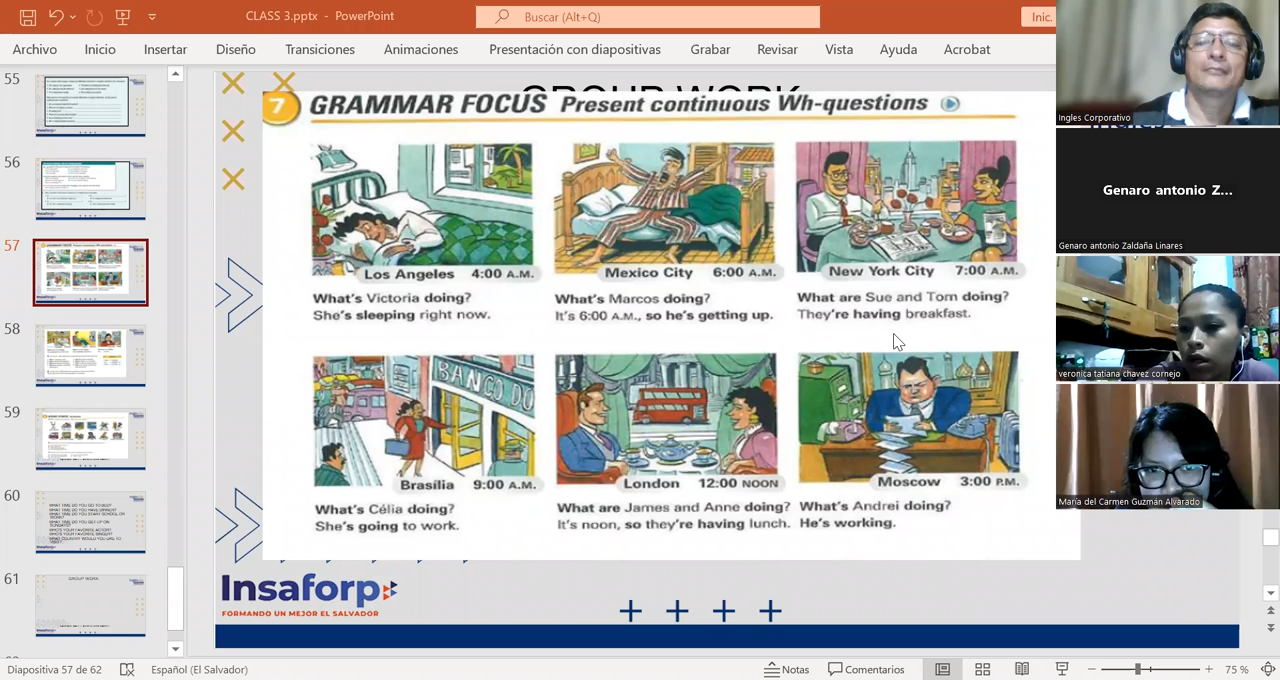 CLASS 3.pptx - PowerPoint
Buscar (Alt+Q)
Inic.
Archivo
Inicio
Insertar
Diseño
Transiciones
Animaciones
Presentación con diapositivas
Grabar
Revisar
Vista
Ayuda
Acrobat
55
56
57
58
59
60
61
GROUP WORK
7 GRAMMAR FOCUS Present continuous Wh-questions
Los Angeles 4:00 A.M.
What's Victoria doing?
She's sleeping right now.
Mexico City 6:00 A.M.
What's Marcos doing?
It's 6:00 A.M., so he's getting up.
New York City 7:00 A.M.
What are Sue and Tom doing?
They're having breakfast.
BANCO DO
Brasília 9:00 A.M.
What's Célia doing?
She's going to work.
London 12:00 NOON
What are James and Anne doing?
It's noon, so they're having lunch.
Moscow 3:00 P.M.
What's Andrei doing?
He's working.
Insaforp
FORMANDO UN MEJOR EL SALVADOR
Ingles Corporativo
Genaro antonio Z...
Genaro antonio Zaldaña Linares
veronica tatiana chavez cornejo
María del Carmen Guzmán Alvarado
Diapositiva 57 de 62
Español (El Salvador)
Notas
Comentarios
75 %